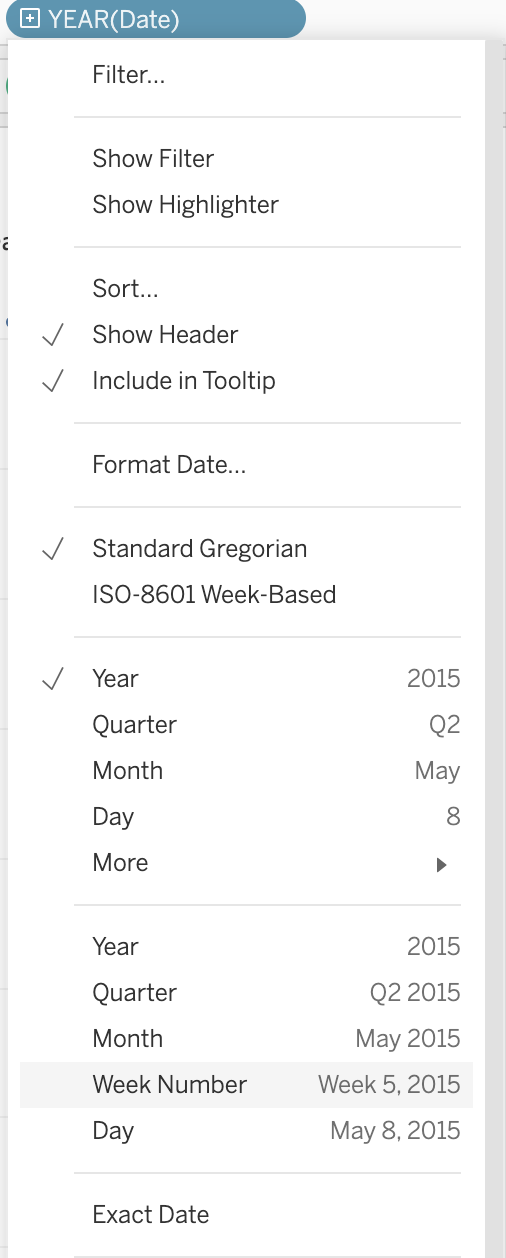 YEAR(Date)
Filter...
Show Filter
Show Highlighter
Sort...
Show Header
Include in Tooltip
Format Date...
Standard Gregorian
ISO-8601 Week-Based
Year 2015
Quarter Q2
Month May
Day 8
More
Year 2015
Quarter Q2 2015
Month May 2015
Week Number Week 5, 2015
Day May 8, 2015
Exact Date